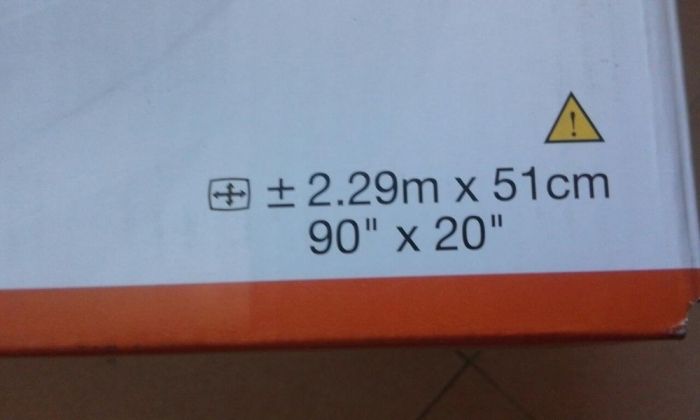 ± 2.29m x 51cm
90" x 20"